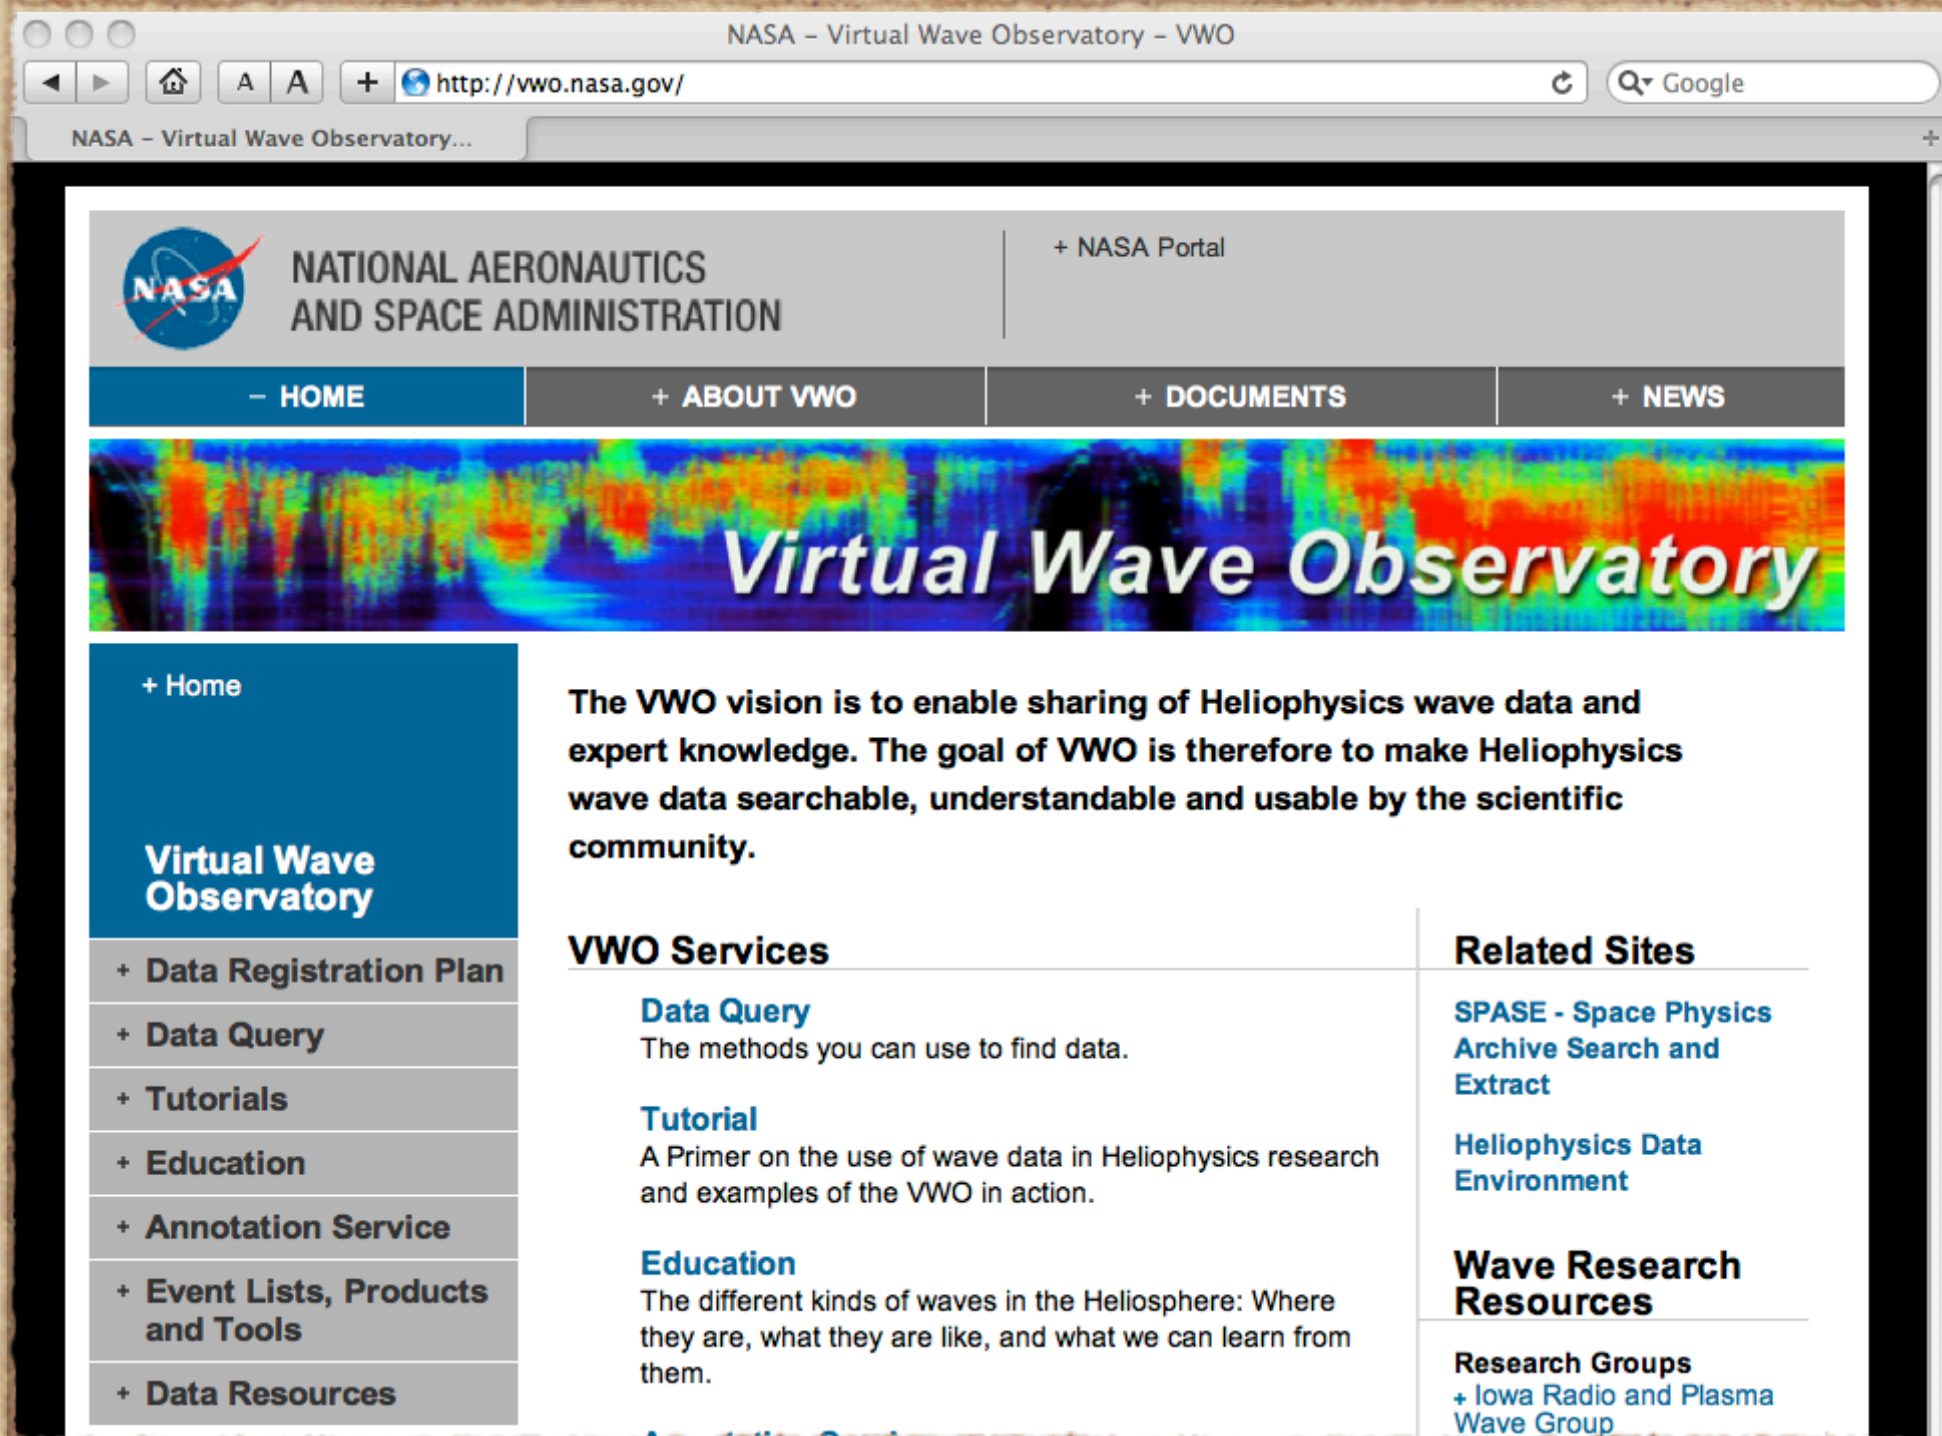 NASA – Virtual Wave Observatory – VWO
A A + http://vwo.nasa.gov/ Google
NASA – Virtual Wave Observatory...
NASA
NATIONAL AERONAUTICS
AND SPACE ADMINISTRATION
+ NASA Portal
– HOME
+ ABOUT VWO
+ DOCUMENTS
+ NEWS
Virtual Wave Observatory
+ Home
Virtual Wave
Observatory
+ Data Registration Plan
+ Data Query
+ Tutorials
+ Education
+ Annotation Service
+ Event Lists, Products
and Tools
+ Data Resources
The VWO vision is to enable sharing of Heliophysics wave data and
expert knowledge. The goal of VWO is therefore to make Heliophysics
wave data searchable, understandable and usable by the scientific
community.
VWO Services
Data Query
The methods you can use to find data.
Tutorial
A Primer on the use of wave data in Heliophysics research
and examples of the VWO in action.
Education
The different kinds of waves in the Heliosphere: Where
they are, what they are like, and what we can learn from
them.
Related Sites
SPASE - Space Physics
Archive Search and
Extract
Heliophysics Data
Environment
Wave Research
Resources
Research Groups
+ Iowa Radio and Plasma
Wave Group